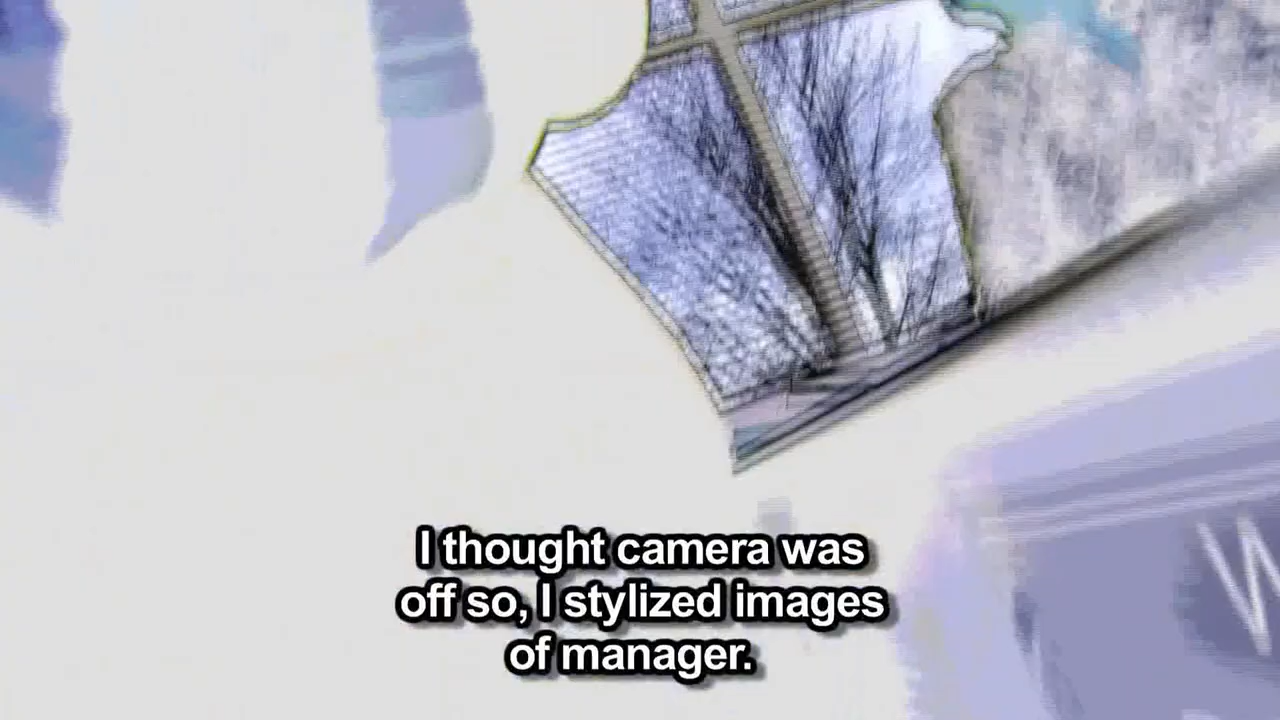 I thought camera was
off so, I stylized images
of manager.
W